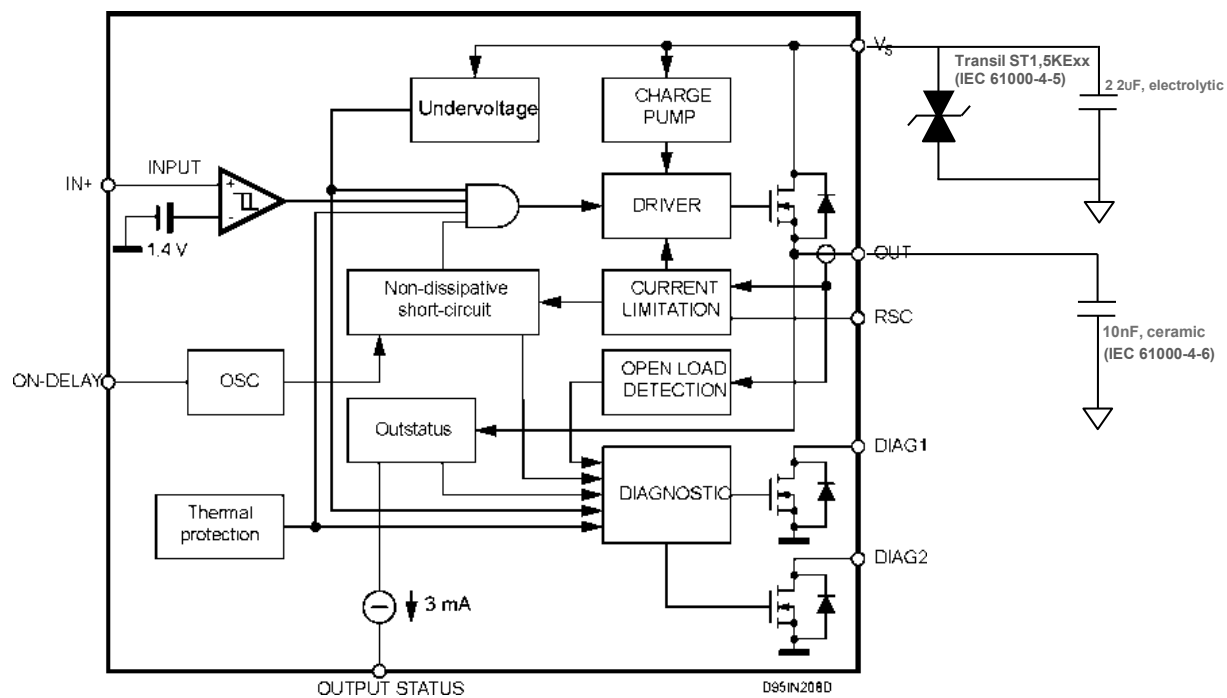 V
S
Transil ST1,5KExx
(IEC 61000-4-5)
2 2uF, electrolytic
Undervoltage
CHARGE
PUMP
INPUT
IN+
+
-
1.4 V
DRIVER
OUT
Non-dissipative
short-circuit
CURRENT
LIMITATION
RSC
10nF, ceramic
(IEC 61000-4-6)
ON-DELAY
OSC
OPEN LOAD
DETECTION
Outstatus
DIAG1
DIAGNOSTIC
Thermal
protection
DIAG2
3 mA
OUTPUT STATUS
D95IN208D